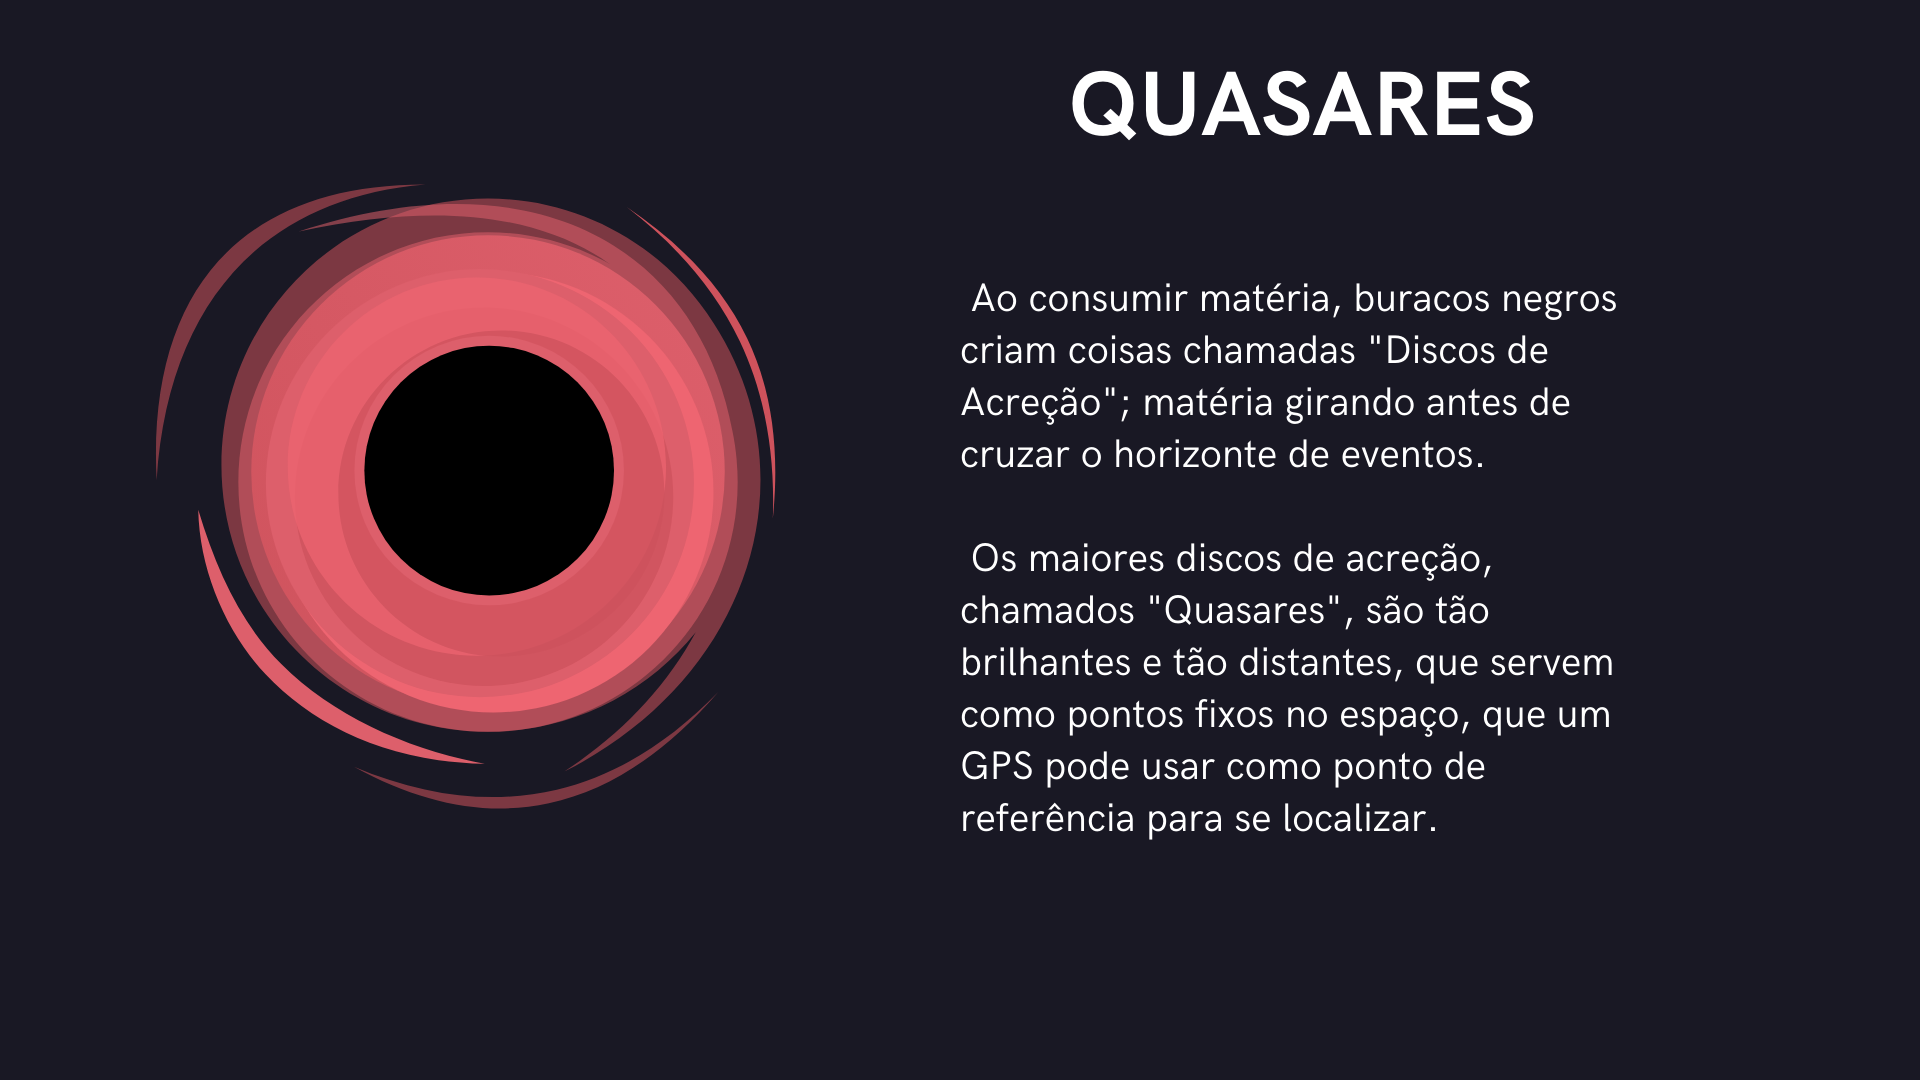 QUASARES
Ao consumir matéria, buracos negros
criam coisas chamadas "Discos de
Acreção"; matéria girando antes de
cruzar o horizonte de eventos.
Os maiores discos de acreção,
chamados "Quasares", são tão
brilhantes e tão distantes, que servem
como pontos fixos no espaço, que um
GPS pode usar como ponto de
referência para se localizar.